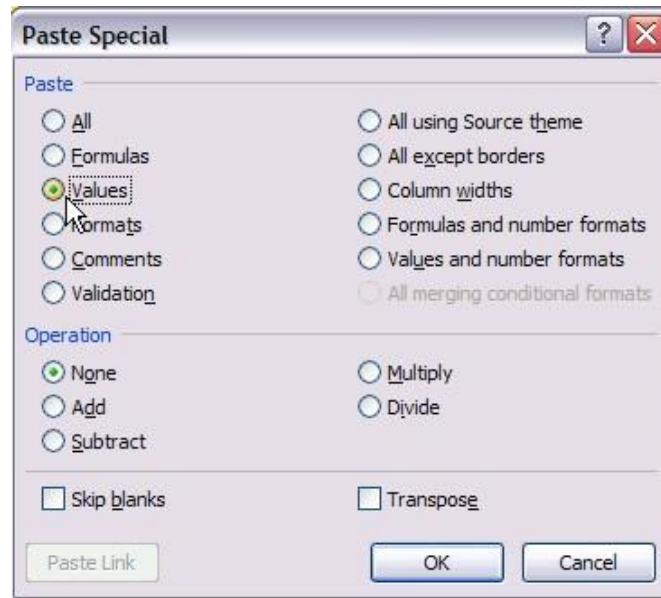 Paste Special
Paste
All
All using Source theme
Formulas
All except borders
Values
Column widths
Formats
Formulas and number formats
Comments
Values and number formats
Validation
All merging conditional formats
Operation
None
Multiply
Add
Divide
Subtract
Skip blanks
Transpose
Paste Link
OK
Cancel